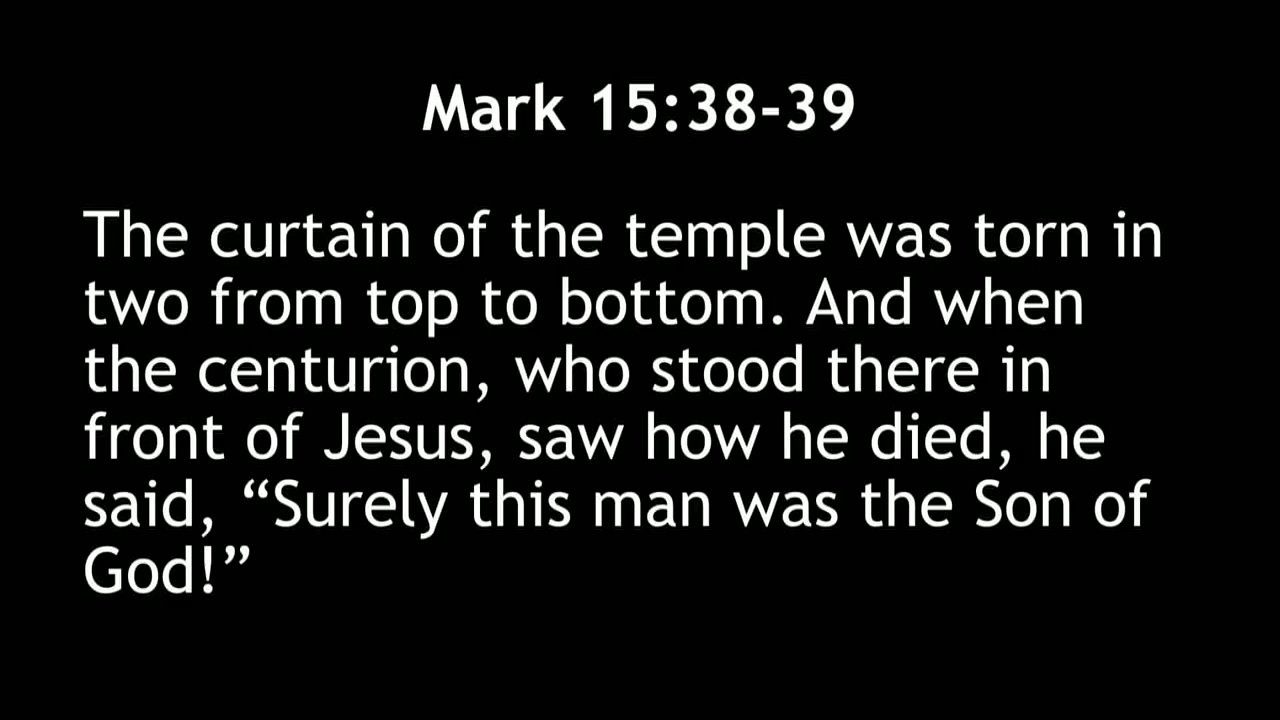 Mark 15:38-39
The curtain of the temple was torn in
two from top to bottom. And when
the centurion, who stood there in
front of Jesus, saw how he died, he
said, “Surely this man was the Son of
God!”